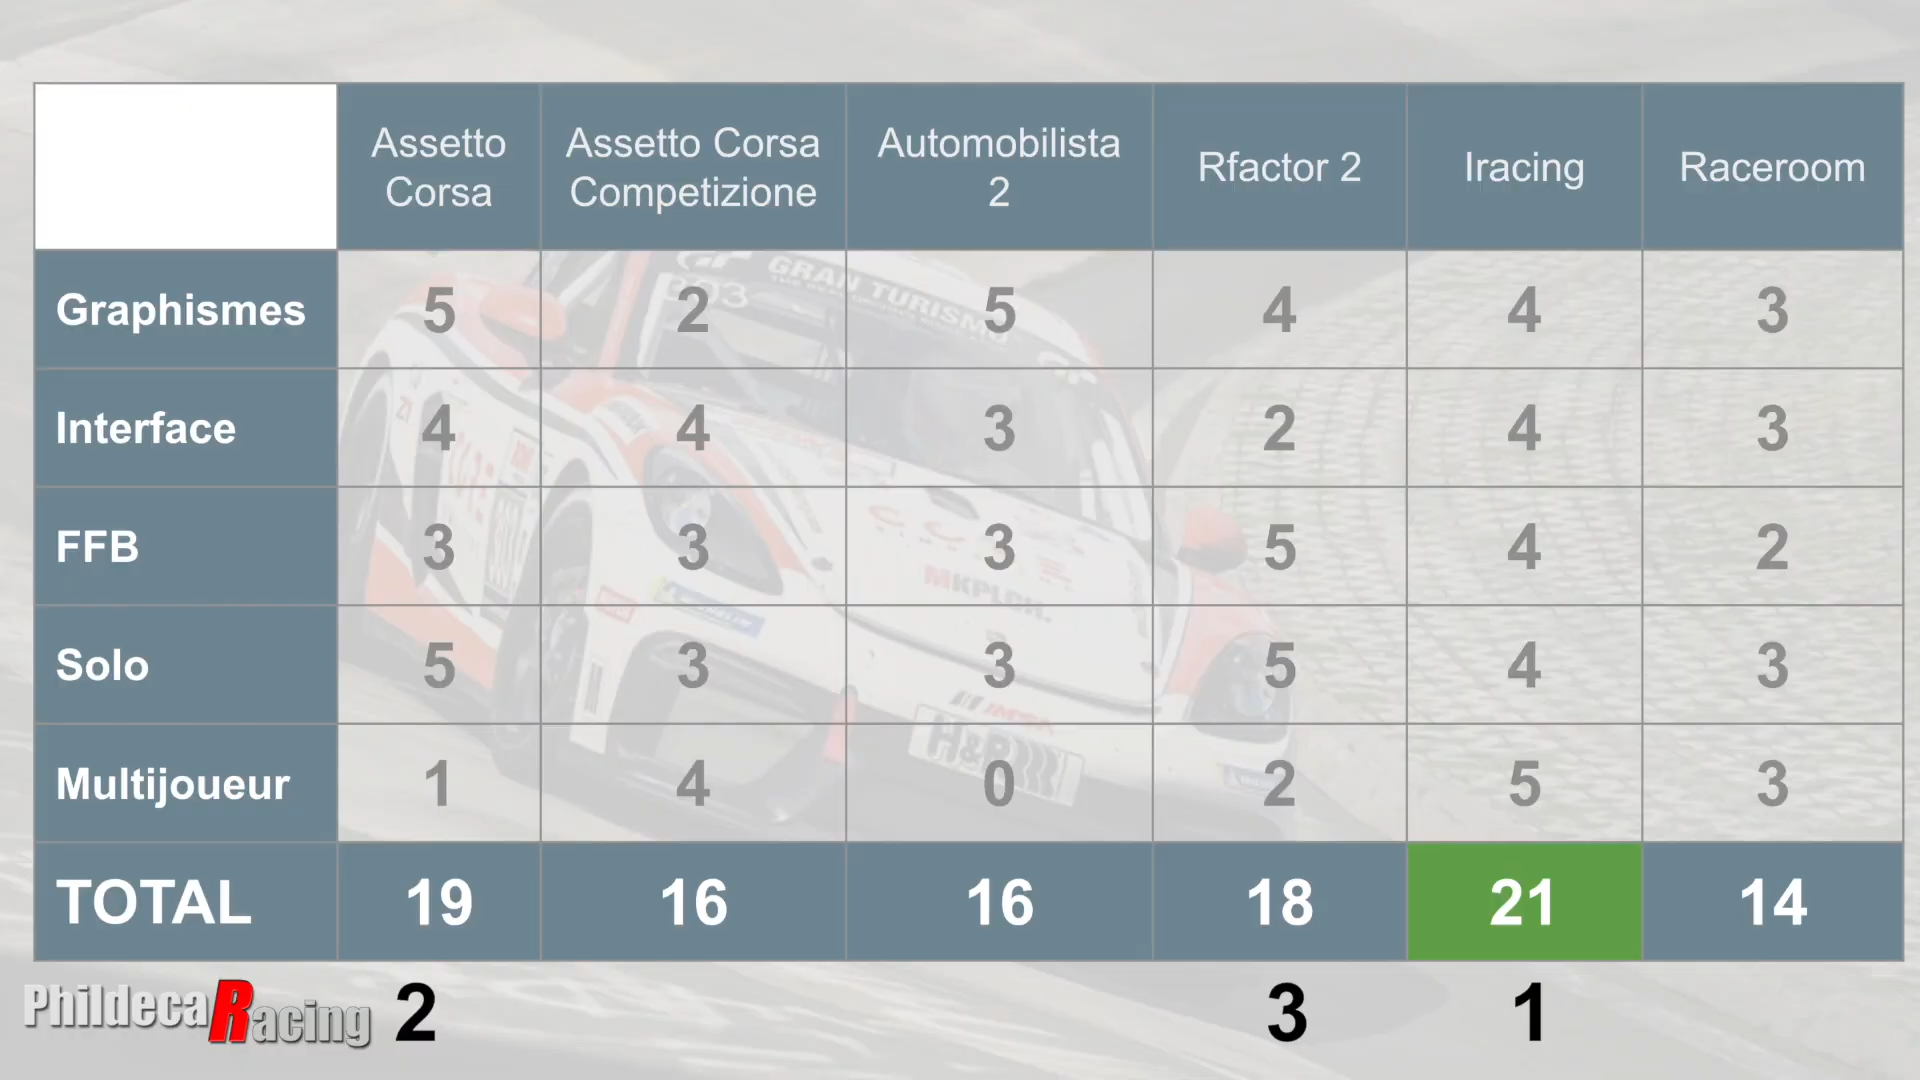 Assetto Corsa
Assetto Corsa Competizione
Automobilista 2
Rfactor 2
Iracing
Raceroom
Graphismes 5 2 5 4 4 3
Interface 4 4 3 2 4 3
FFB 3 3 3 5 4 2
Solo 5 3 3 5 4 3
Multijoueur 1 4 0 2 5 3
TOTAL 19 16 16 18 21 14
PhildecaRacing 2 3 1
GRAN TURISMO
MKPLCH.
H&R